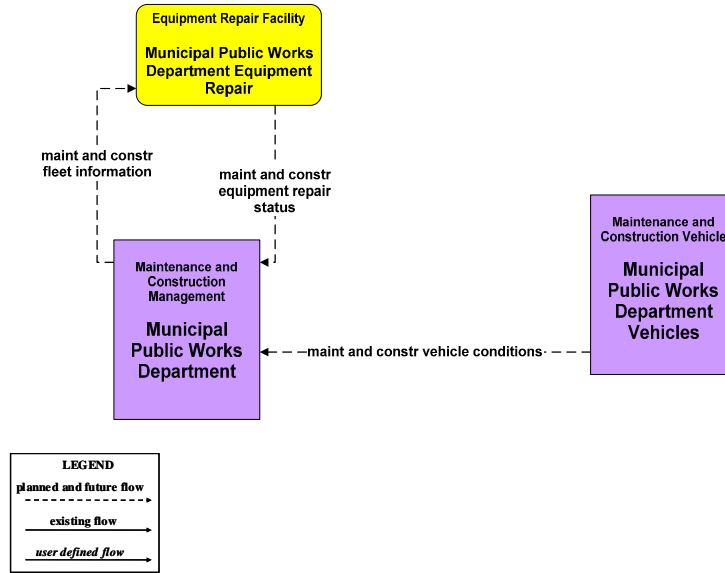 Equipment Repair Facility
Municipal Public Works
Department Equipment
Repair
maint and constr
fleet information
maint and constr
equipment repair
status
Maintenance and
Construction Vehicle
Municipal
Public Works
Department
Vehicles
Maintenance and
Construction
Management
Municipal
Public Works
Department
maint and constr vehicle conditions
LEGEND
planned and future flow
existing flow
user defined flow